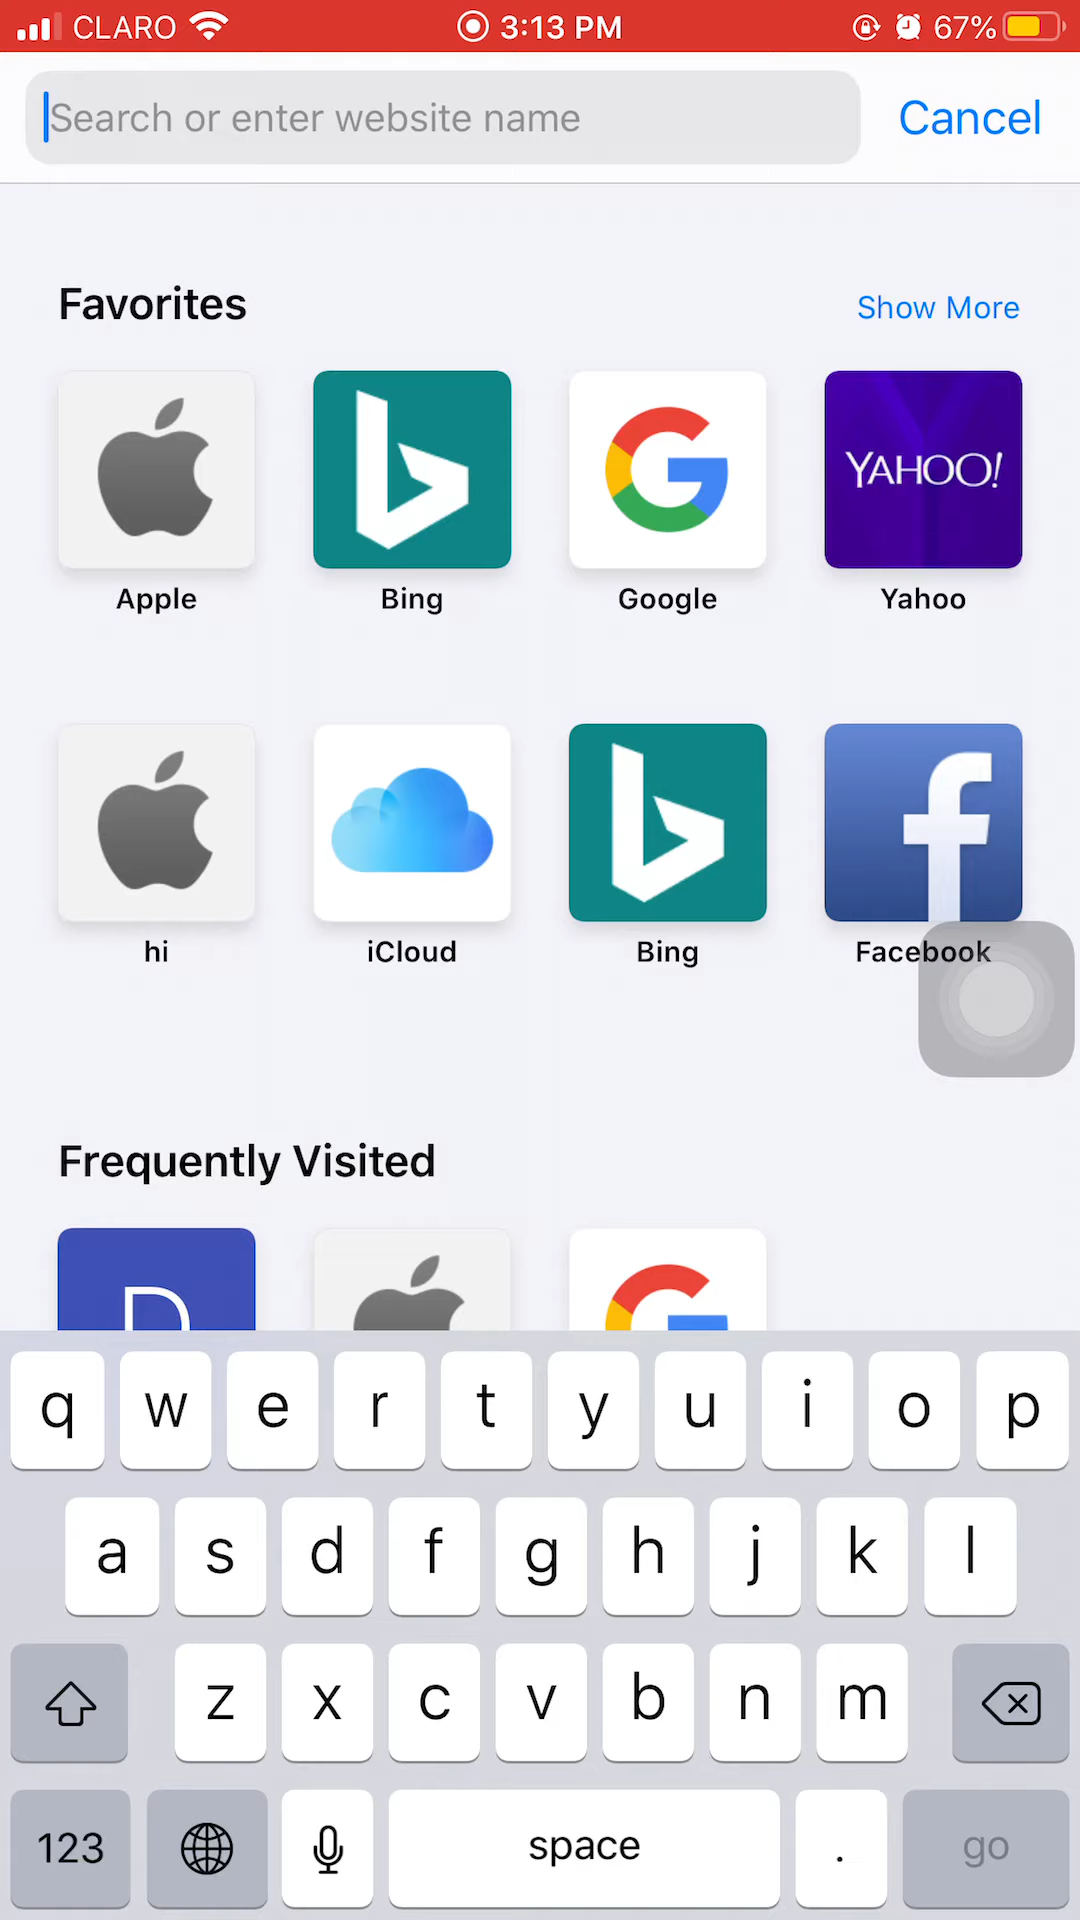 CLARO 3:13 PM 67%
Search or enter website name Cancel
Favorites Show More
YAHOO!
Apple Bing Google Yahoo
hi iCloud Bing Facebook
Frequently Visited
D
q w e r t y u i o p
a s d f g h j k l
z x c v b n m
123 space . go